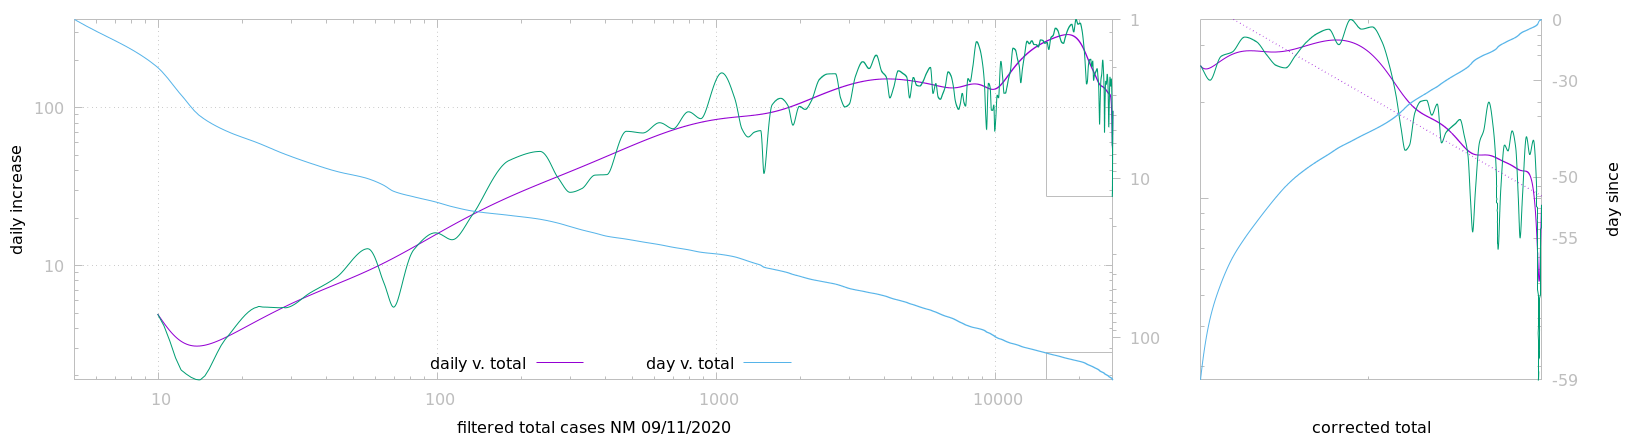 daily increase
100
10
10
100
1000
10000
1
10
100
daily v. total
day v. total
filtered total cases NM 09/11/2020
0
-30
-50
-55
-59
day since
corrected total